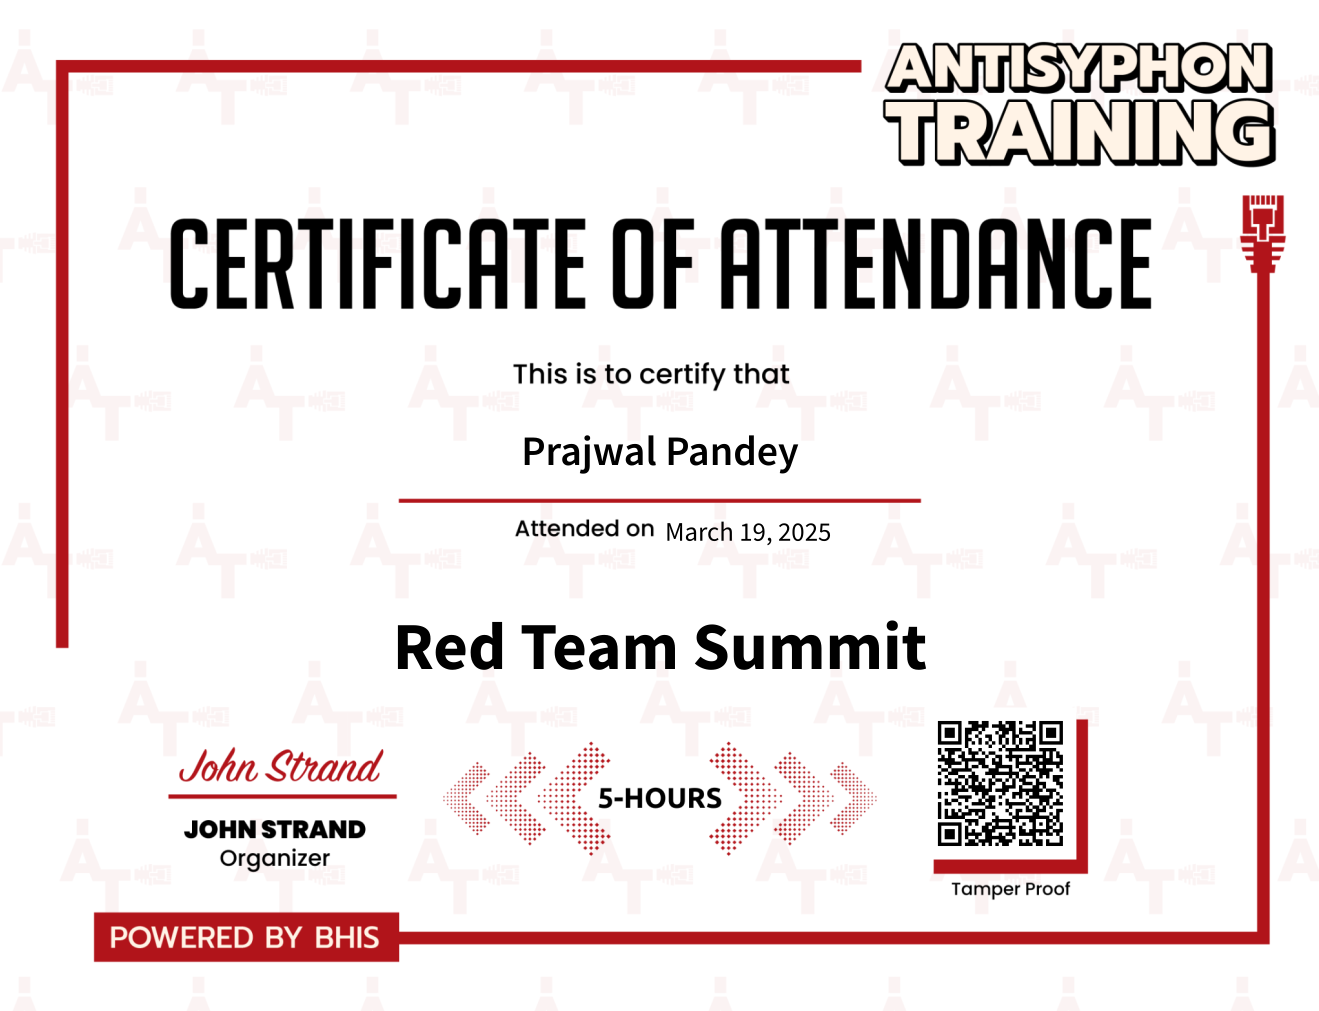 ANTISYPHON
TRAINING
CERTIFICATE OF ATTENDANCE
This is to certify that
Prajwal Pandey
Attended on March 19, 2025
Red Team Summit
John Strand
JOHN STRAND
Organizer
5-HOURS
Tamper Proof
POWERED BY BHIS